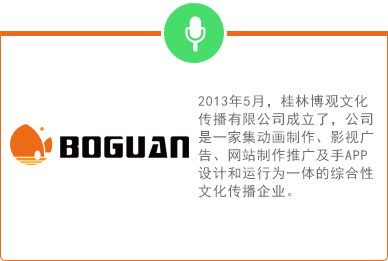 BOGUAN
2013年5月，桂林博观文化
传播有限公司成立了，公司
是一家集动画制作、影视广
告、网站制作推广及手APP
设计和运行为一体的综合性
文化传播企业。